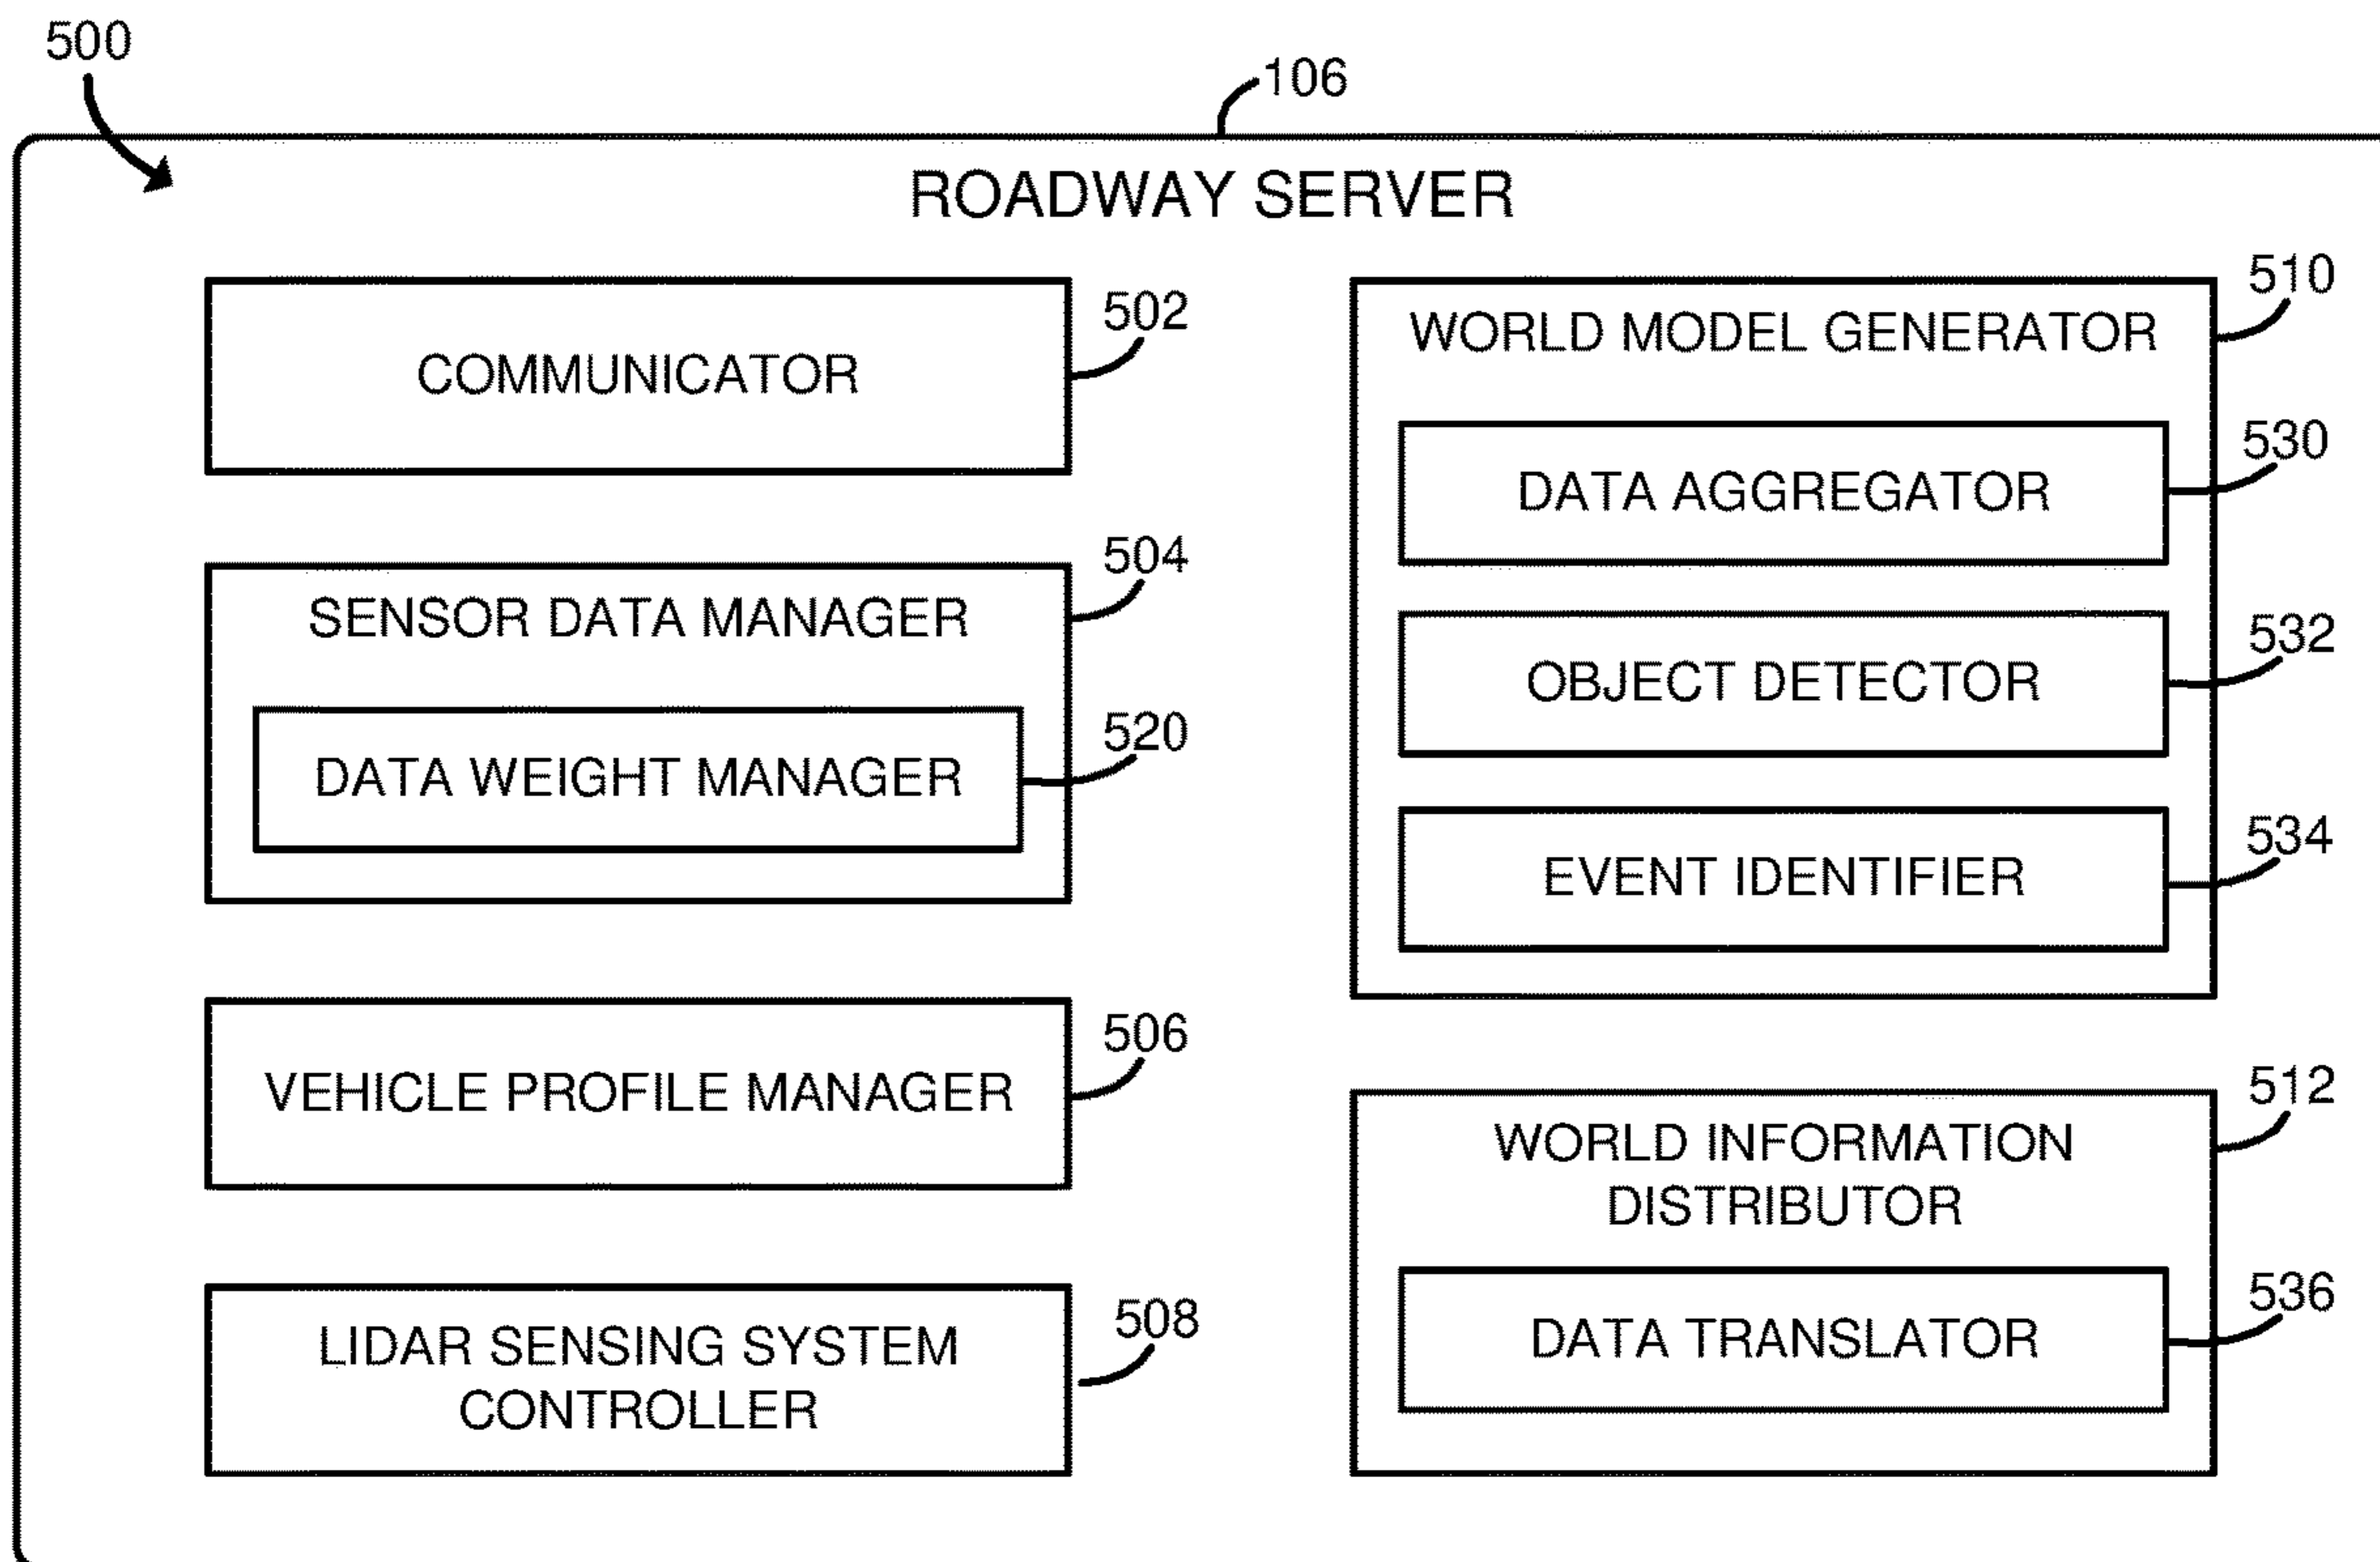 500
106
ROADWAY SERVER
COMMUNICATOR
502
SENSOR DATA MANAGER
504
DATA WEIGHT MANAGER
520
VEHICLE PROFILE MANAGER
506
LIDAR SENSING SYSTEM
CONTROLLER
508
WORLD MODEL GENERATOR
510
DATA AGGREGATOR
530
OBJECT DETECTOR
532
EVENT IDENTIFIER
534
WORLD INFORMATION
DISTRIBUTOR
512
DATA TRANSLATOR
536